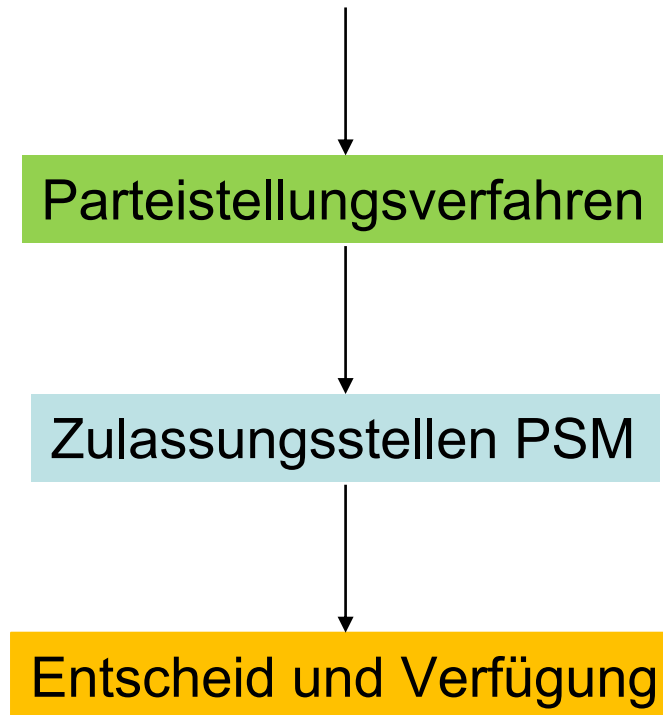 Parteistellungsverfahren
Zulassungsstellen PSM
Entscheid und Verfügung